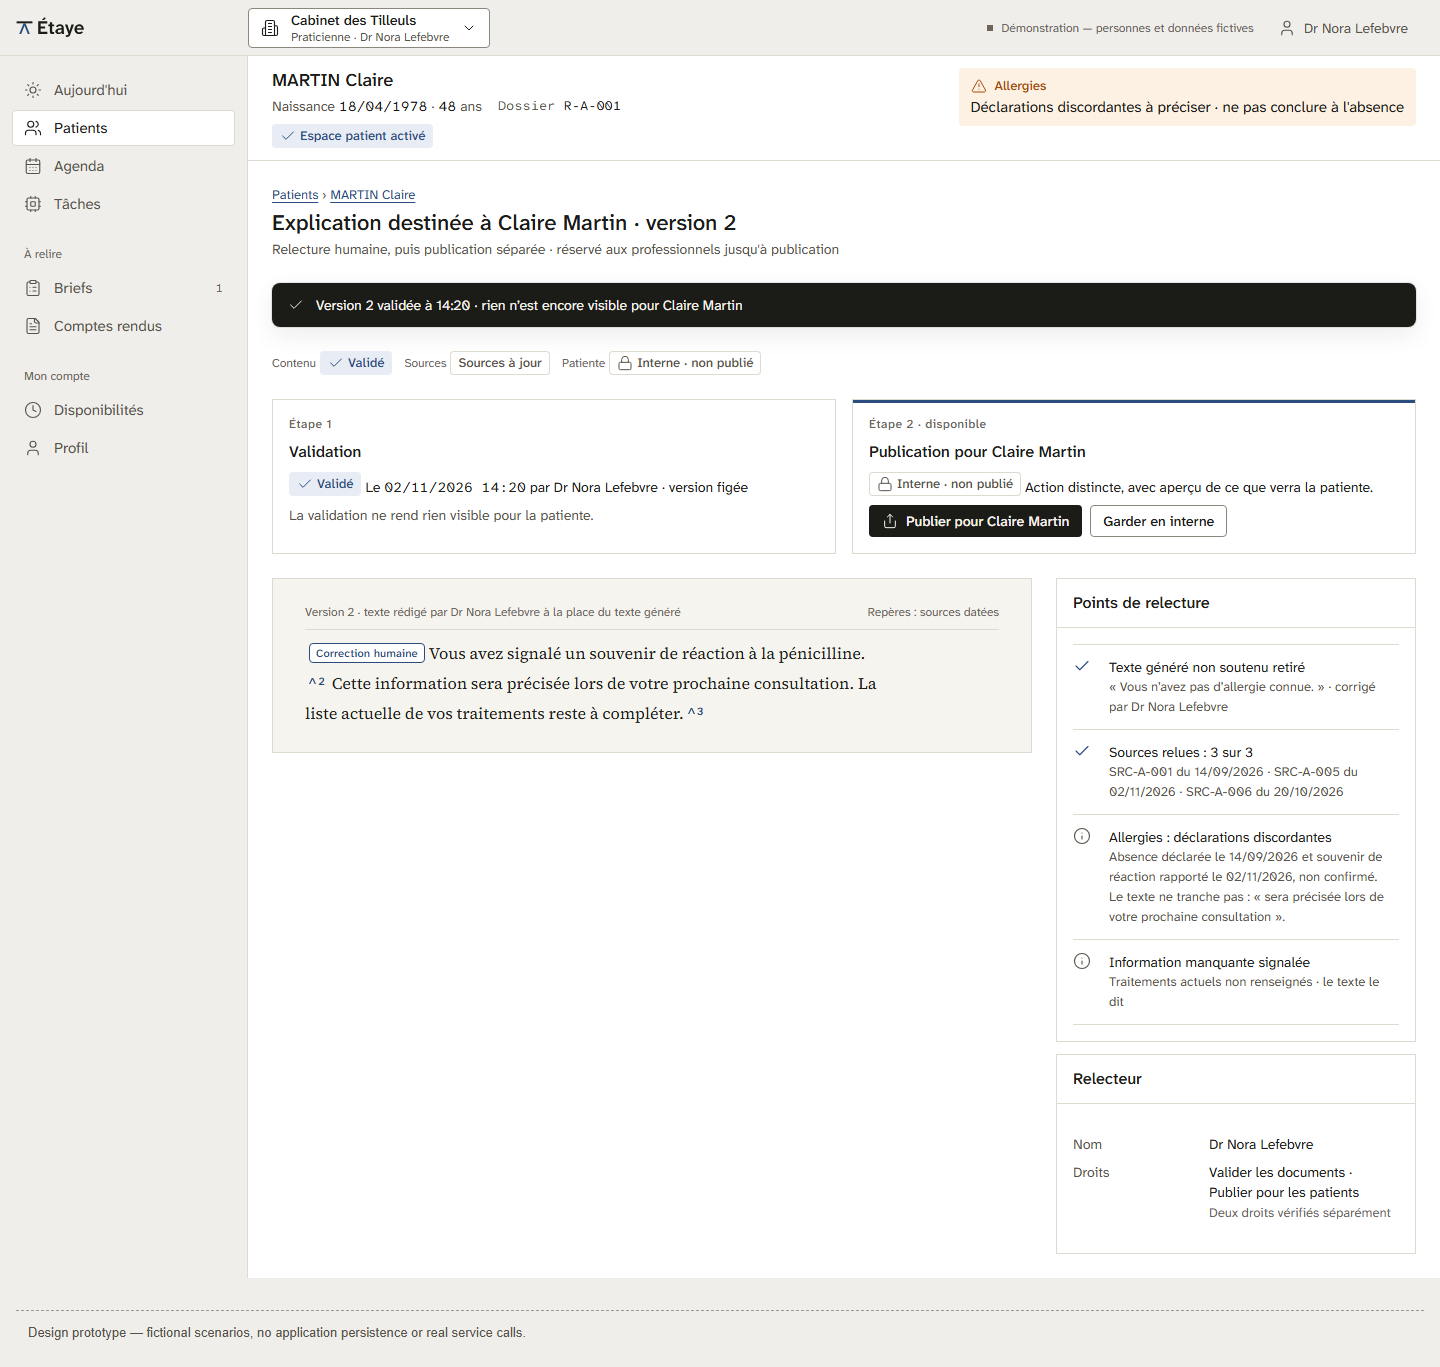 Étaye
Cabinet des Tilleuls
Praticienne · Dr Nora Lefebvre
Démonstration — personnes et données fictives
Dr Nora Lefebvre
Aujourd'hui
Patients
Agenda
Tâches
À relire
Briefs 1
Comptes rendus
Mon compte
Disponibilités
Profil
MARTIN Claire
Naissance 18/04/1978 · 48 ans Dossier R-A-001
Espace patient activé
Allergies
Déclarations discordantes à préciser · ne pas conclure à l'absence
Patients › MARTIN Claire
Explication destinée à Claire Martin · version 2
Relecture humaine, puis publication séparée · réservé aux professionnels jusqu'à publication
Version 2 validée à 14:20 · rien n'est encore visible pour Claire Martin
Contenu Validé Sources Sources à jour Patiente Interne · non publié
Étape 1
Validation
Validé Le 02/11/2026 14:20 par Dr Nora Lefebvre · version figée
La validation ne rend rien visible pour la patiente.
Étape 2 · disponible
Publication pour Claire Martin
Interne · non publié Action distincte, avec aperçu de ce que verra la patiente.
Publier pour Claire Martin Garder en interne
Version 2 · texte rédigé par Dr Nora Lefebvre à la place du texte généré Repères : sources datées
Correction humaine Vous avez signalé un souvenir de réaction à la pénicilline.
^2 Cette information sera précisée lors de votre prochaine consultation. La
liste actuelle de vos traitements reste à compléter. ^3
Points de relecture
Texte généré non soutenu retiré
« Vous n'avez pas d'allergie connue. » · corrigé
par Dr Nora Lefebvre
Sources relues : 3 sur 3
SRC-A-001 du 14/09/2026 · SRC-A-005 du
02/11/2026 · SRC-A-006 du 20/10/2026
Allergies : déclarations discordantes
Absence déclarée le 14/09/2026 et souvenir de
réaction rapporté le 02/11/2026, non confirmé.
Le texte ne tranche pas : « sera précisée lors de
votre prochaine consultation ».
Information manquante signalée
Traitements actuels non renseignés · le texte le
dit
Relecteur
Nom Dr Nora Lefebvre
Droits Valider les documents ·
Publier pour les patients
Deux droits vérifiés séparément
Design prototype — fictional scenarios, no application persistence or real service calls.